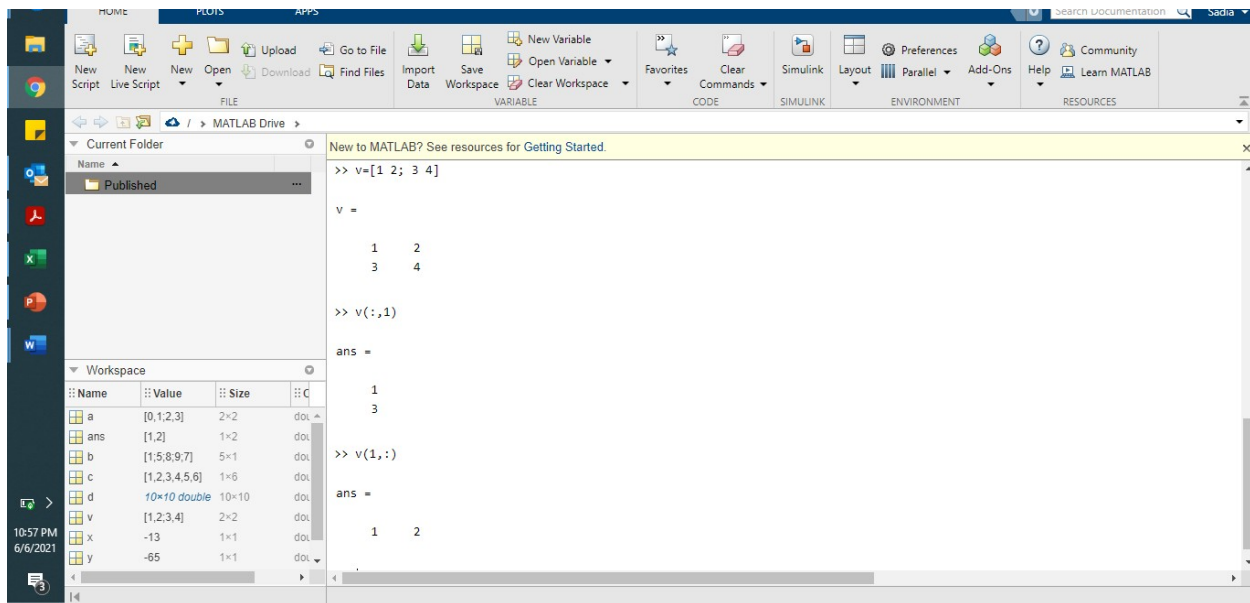 HOME PLOTS APPS Search Documentation Sadia
New Script
New Live Script
New
Open
Upload
Download
Go to File
Find Files
FILE
Import Data
Save Workspace
New Variable
Open Variable
Clear Workspace
VARIABLE
Favorites
Clear Commands
CODE
Simulink
SIMULINK
Layout
Preferences
Parallel
Add-Ons
ENVIRONMENT
Help
Community
Learn MATLAB
RESOURCES
/ > MATLAB Drive >
Current Folder
Name
Published
New to MATLAB? See resources for Getting Started.
>> v=[1 2; 3 4]
v =
1 2
3 4
>> v(:,1)
ans =
1
3
>> v(1,:)
ans =
1 2
Workspace
Name Value Size
a [0,1;2,3] 2×2
ans [1,2] 1×2
b [1;5;8;9;7] 5×1
c [1,2,3,4,5,6] 1×6
d 10×10 double 10×10
v [1,2;3,4] 2×2
x -13 1×1
y -65 1×1
10:57 PM
6/6/2021
3